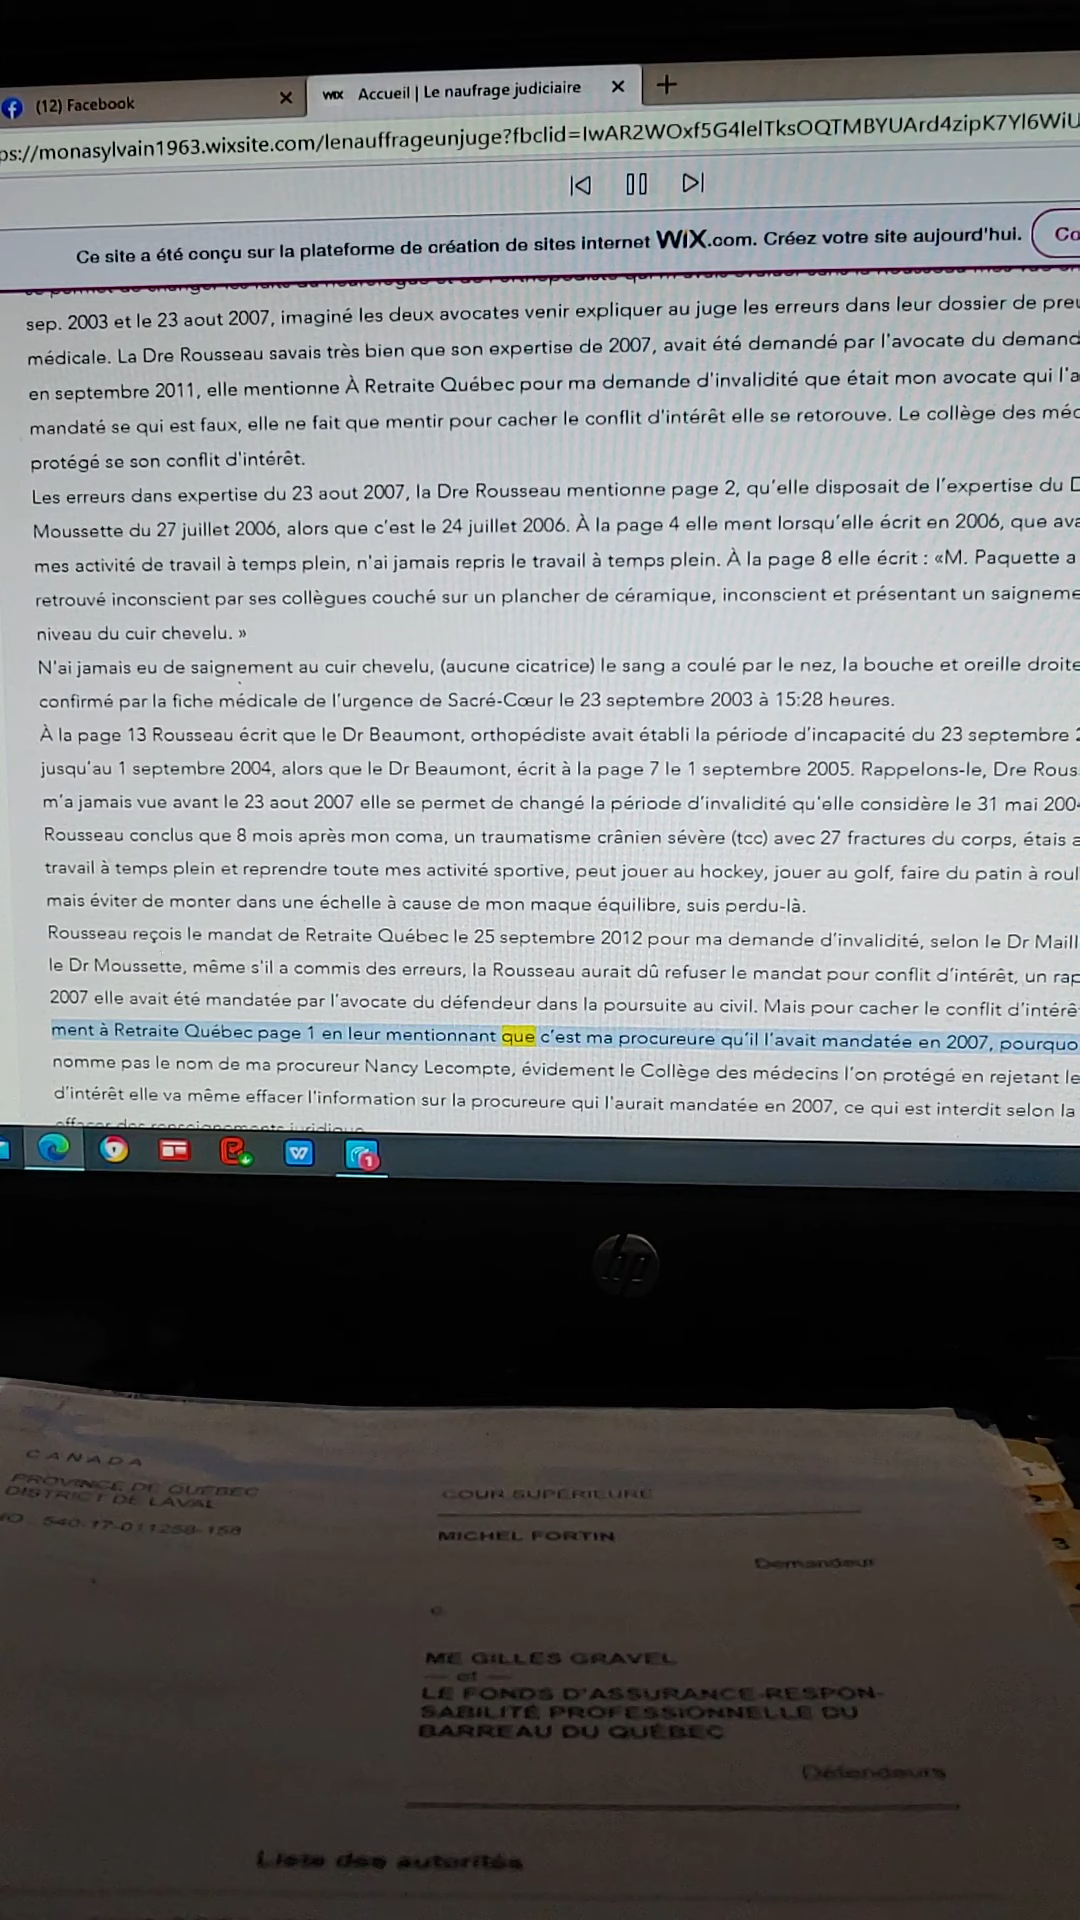 (12) Facebook
WiX Accueil | Le naufrage judiciaire
ps://monasylvain1963.wixsite.com/lenauffrageunjuge?fbclid=IwAR2WOxf5G4lelTksOQTMBYUArd4zipK7Yl6WiU
Ce site a été conçu sur la plateforme de création de sites internet WiX.com. Créez votre site aujourd'hui.
Co
sep. 2003 et le 23 aout 2007, imaginé les deux avocates venir expliquer au juge les erreurs dans leur dossier de preu
médicale. La Dre Rousseau savais très bien que son expertise de 2007, avait été demandé par l'avocate du demand
en septembre 2011, elle mentionne À Retraite Québec pour ma demande d'invalidité que était mon avocate qui l'a
mandaté se qui est faux, elle ne fait que mentir pour cacher le conflit d'intérêt elle se retorouve. Le collège des méd
protégé se son conflit d'intérêt.
Les erreurs dans expertise du 23 aout 2007, la Dre Rousseau mentionne page 2, qu'elle disposait de l'expertise du D
Moussette du 27 juillet 2006, alors que c'est le 24 juillet 2006. À la page 4 elle ment lorsqu'elle écrit en 2006, que ava
mes activité de travail à temps plein, n'ai jamais repris le travail à temps plein. À la page 8 elle écrit : «M. Paquette a
retrouvé inconscient par ses collègues couché sur un plancher de céramique, inconscient et présentant un saigneme
niveau du cuir chevelu. »
N'ai jamais eu de saignement au cuir chevelu, (aucune cicatrice) le sang a coulé par le nez, la bouche et oreille droite
confirmé par la fiche médicale de l'urgence de Sacré-Cœur le 23 septembre 2003 à 15:28 heures.
À la page 13 Rousseau écrit que le Dr Beaumont, orthopédiste avait établi la période d'incapacité du 23 septembre 2
jusqu'au 1 septembre 2004, alors que le Dr Beaumont, écrit à la page 7 le 1 septembre 2005. Rappelons-le, Dre Rous
m'a jamais vue avant le 23 aout 2007 elle se permet de changé la période d'invalidité qu'elle considère le 31 mai 200
Rousseau conclus que 8 mois après mon coma, un traumatisme crânien sévère (tcc) avec 27 fractures du corps, étais a
travail à temps plein et reprendre toute mes activité sportive, peut jouer au hockey, jouer au golf, faire du patin à roul
mais éviter de monter dans une échelle à cause de mon maque équilibre, suis perdu-là.
Rousseau reçois le mandat de Retraite Québec le 25 septembre 2012 pour ma demande d'invalidité, selon le Dr Maill
le Dr Moussette, même s'il a commis des erreurs, la Rousseau aurait dû refuser le mandat pour conflit d'intérêt, un rap
2007 elle avait été mandatée par l'avocate du défendeur dans la poursuite au civil. Mais pour cacher le conflit d'intérê
ment à Retraite Québec page 1 en leur mentionnant que c'est ma procureure qu'il l'avait mandatée en 2007, pourquo
nomme pas le nom de ma procureur Nancy Lecompte, évidement le Collège des médecins l'on protégé en rejetant le
d'intérêt elle va même effacer l'information sur la procureure qui l'aurait mandatée en 2007, ce qui est interdit selon la
effacer des renseignements juridique
1
hp
CANADA
PROVINCE DE QUÉBEC
DISTRICT DE LAVAL
NO : 540-17-011258-158
COUR SUPÉRIEURE
MICHEL FORTIN
Demandeur
c
ME GILLES GRAVEL
— et —
LE FONDS D'ASSURANCE-RESPON-
SABILITÉ PROFESSIONNELLE DU
BARREAU DU QUÉBEC
Défendeurs
Liste des autorités
1
2
3